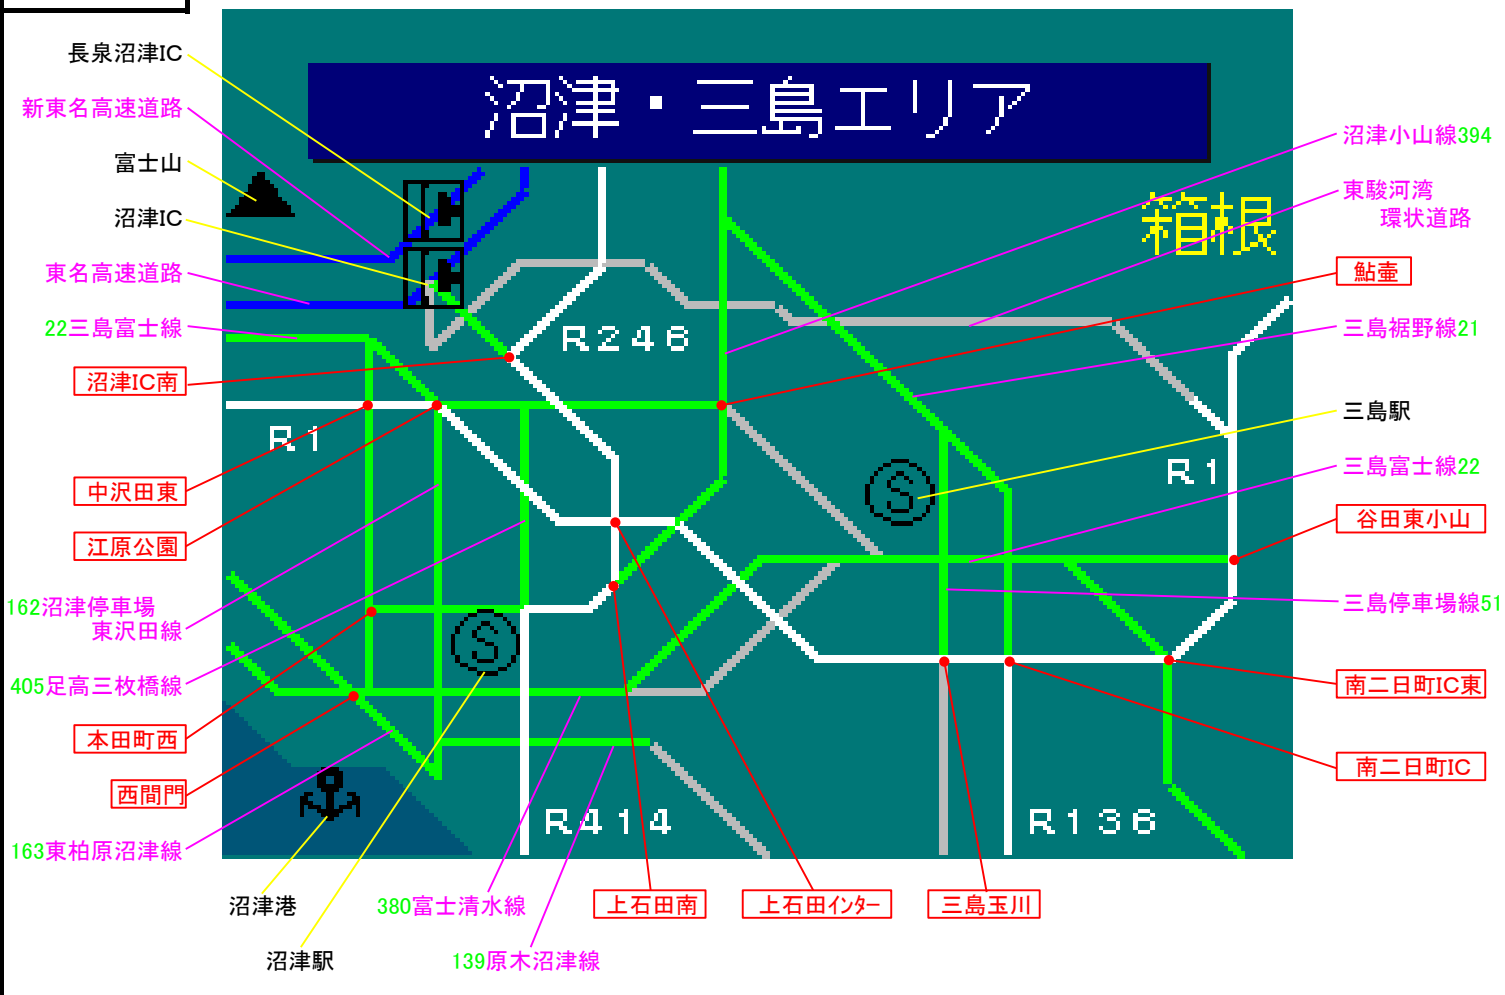 沼津・三島エリア
長泉沼津IC
新東名高速道路
富士山
沼津IC
東名高速道路
22三島富士線
沼津IC南
中沢田東
江原公園
162沼津停車場
東沢田線
405足高三枚橋線
本田町西
西間門
163東柏原沼津線
沼津港
沼津駅
380富士清水線
139原木沼津線
上石田南
上石田インター
三島玉川
沼津小山線394
東駿河湾
環状道路
鮎壷
三島裾野線21
三島駅
三島富士線22
谷田東小山
三島停車場線51
南二日町IC東
南二日町IC
箱根
R246
R1
R1
S
S
R414
R136